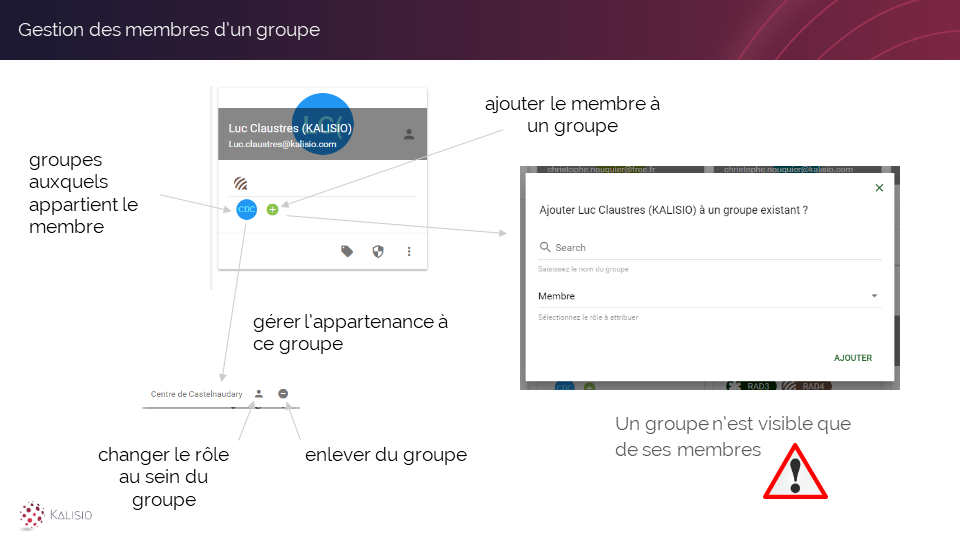 Gestion des membres d'un groupe
LC(
Luc Claustres (KALISIO)
Luc.claustres@kalisio.com
CDC
groupes
auxquels
appartient le
membre
ajouter le membre à
un groupe
christophe.nouguier@free.fr
christophe.nouguier@kalisio.com
Ajouter Luc Claustres (KALISIO) à un groupe existant ?
Search
Saisissez le nom du groupe
Membre
Sélectionnez le rôle à attribuer
AJOUTER
CDC
RAD3
RAD4
gérer l'appartenance à
ce groupe
Centre de Castelnaudary
changer le rôle
au sein du
groupe
enlever du groupe
Un groupe n'est visible que
de ses membres
KALISIO